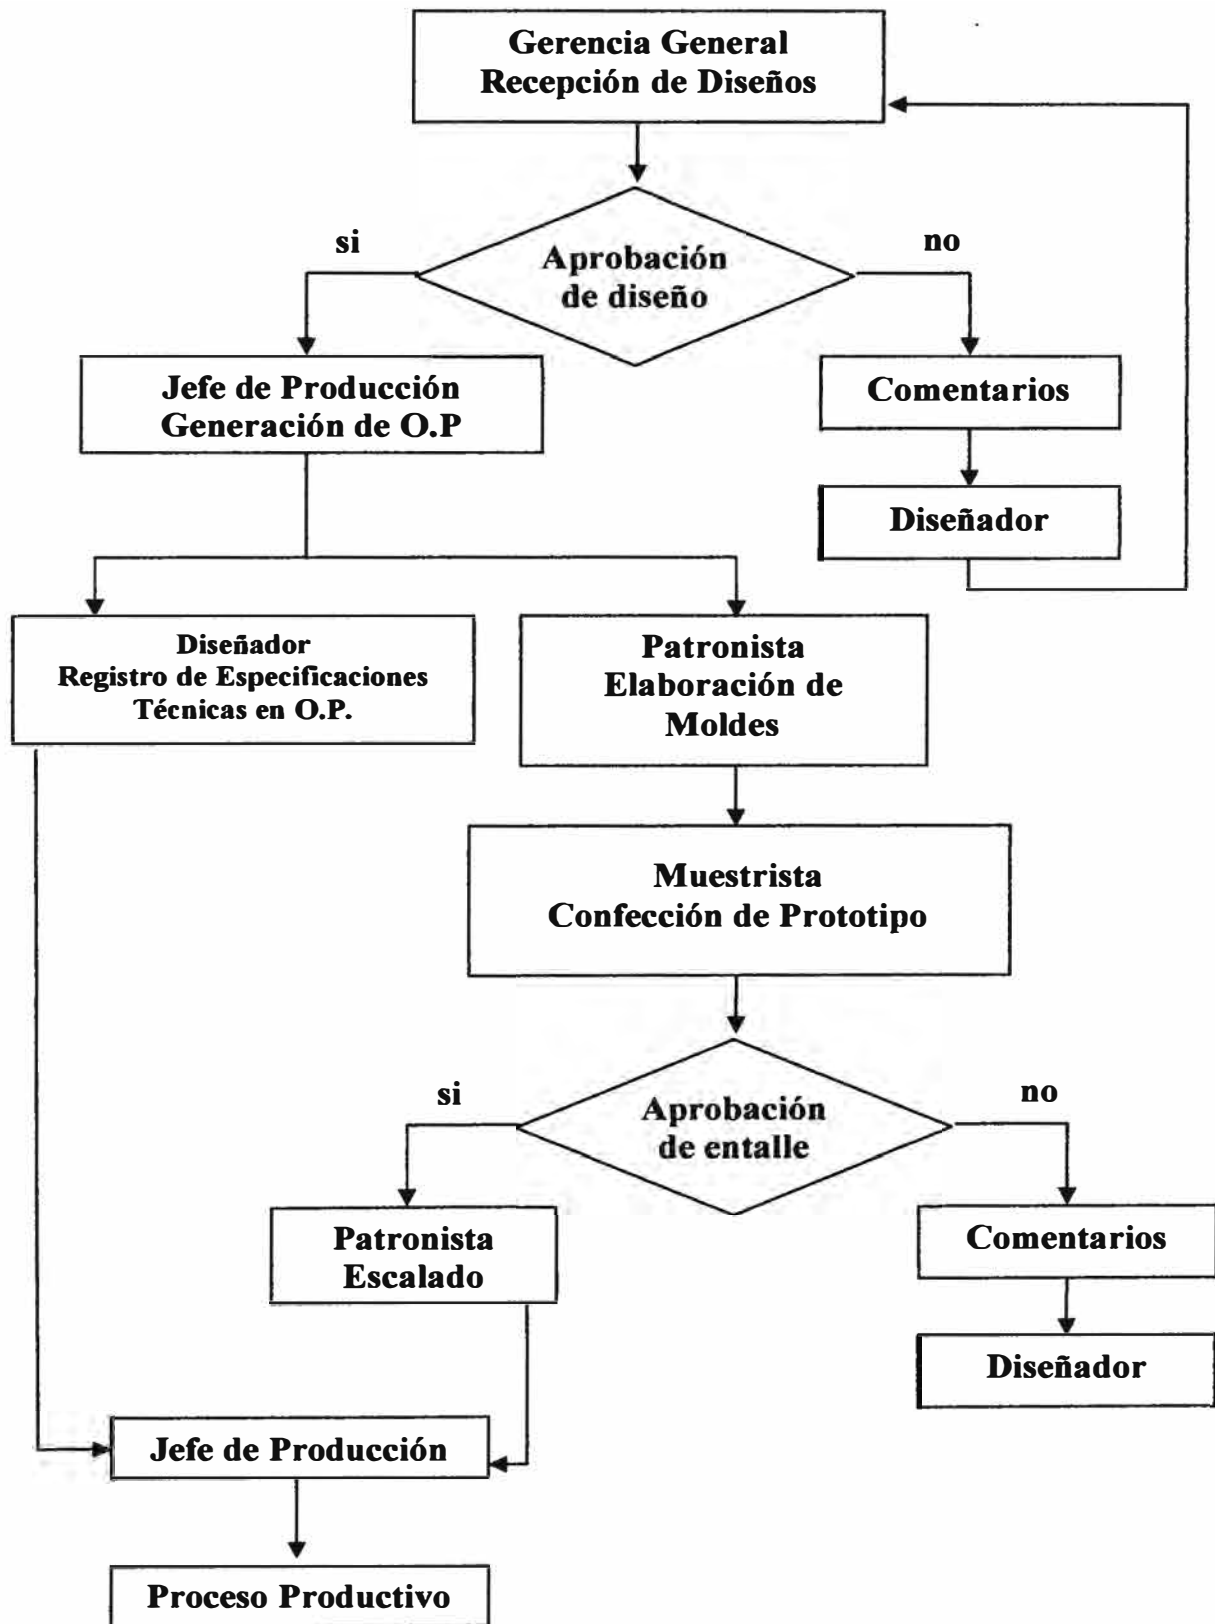 Gerencia General
Recepción de Diseños
si
no
Aprobación
de diseño
Jefe de Producción
Generación de O.P
Comentarios
Diseñador
Diseñador
Registro de Especificaciones
Técnicas en O.P.
Patronista
Elaboración de
Moldes
Muestrista
Confección de Prototipo
si
no
Aprobación
de entalle
Patronista
Escalado
Comentarios
Diseñador
Jefe de Producción
Proceso Productivo